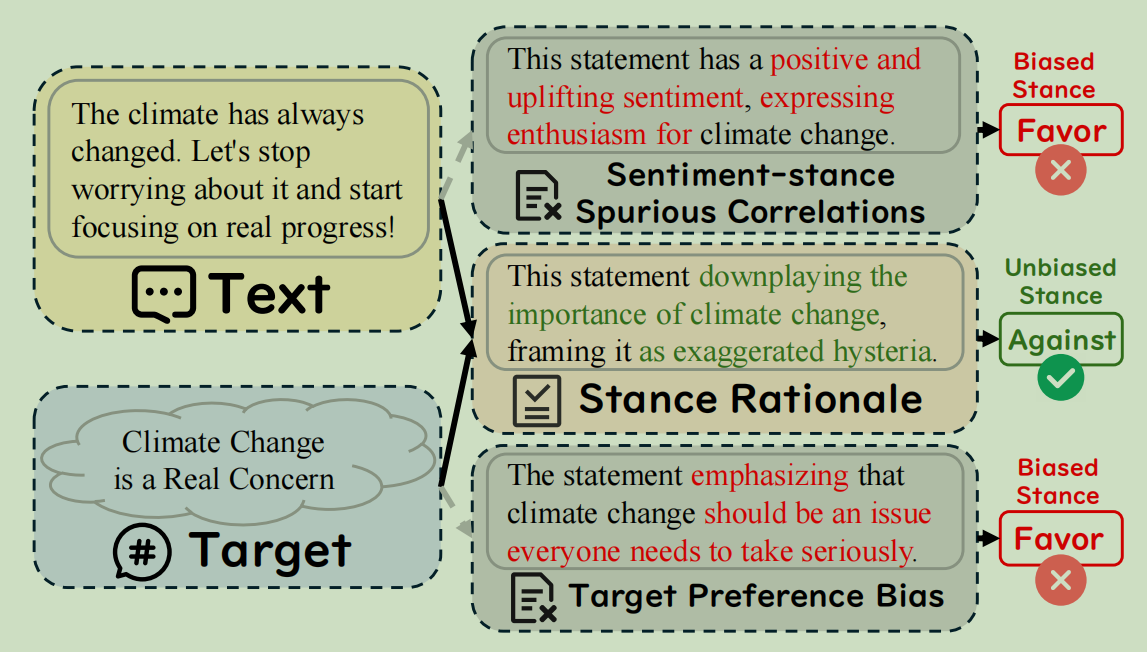 The climate has always
changed. Let's stop
worrying about it and start
focusing on real progress!
Text
Climate Change
is a Real Concern
#
Target
This statement has a positive and
uplifting sentiment, expressing
enthusiasm for climate change.
Sentiment-stance
Spurious Correlations
Biased
Stance
Favor
This statement downplaying the
importance of climate change,
framing it as exaggerated hysteria.
Stance Rationale
Unbiased
Stance
Against
The statement emphasizing that
climate change should be an issue
everyone needs to take seriously.
Target Preference Bias
Biased
Stance
Favor